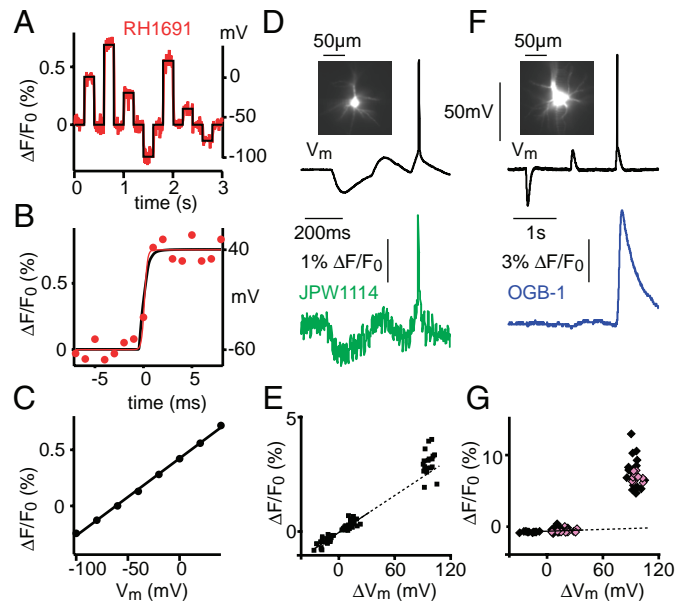 A
RH1691
mV
ΔF/F0 (%)
0.5
0
0
-50
-100
0
1
2
3
time (s)
B
ΔF/F0 (%)
0.5
0
40
mV
-60
-5
0
5
time (ms)
C
ΔF/F0 (%)
0.5
0
-100
-50
0
Vm (mV)
D
50µm
Vm
200ms
1% ΔF/F0
JPW1114
E
ΔF/F0 (%)
5
0
0
60
120
ΔVm (mV)
F
50µm
50mV
Vm
1s
3% ΔF/F0
OGB-1
G
ΔF/F0 (%)
10
0
0
60
120
ΔVm (mV)